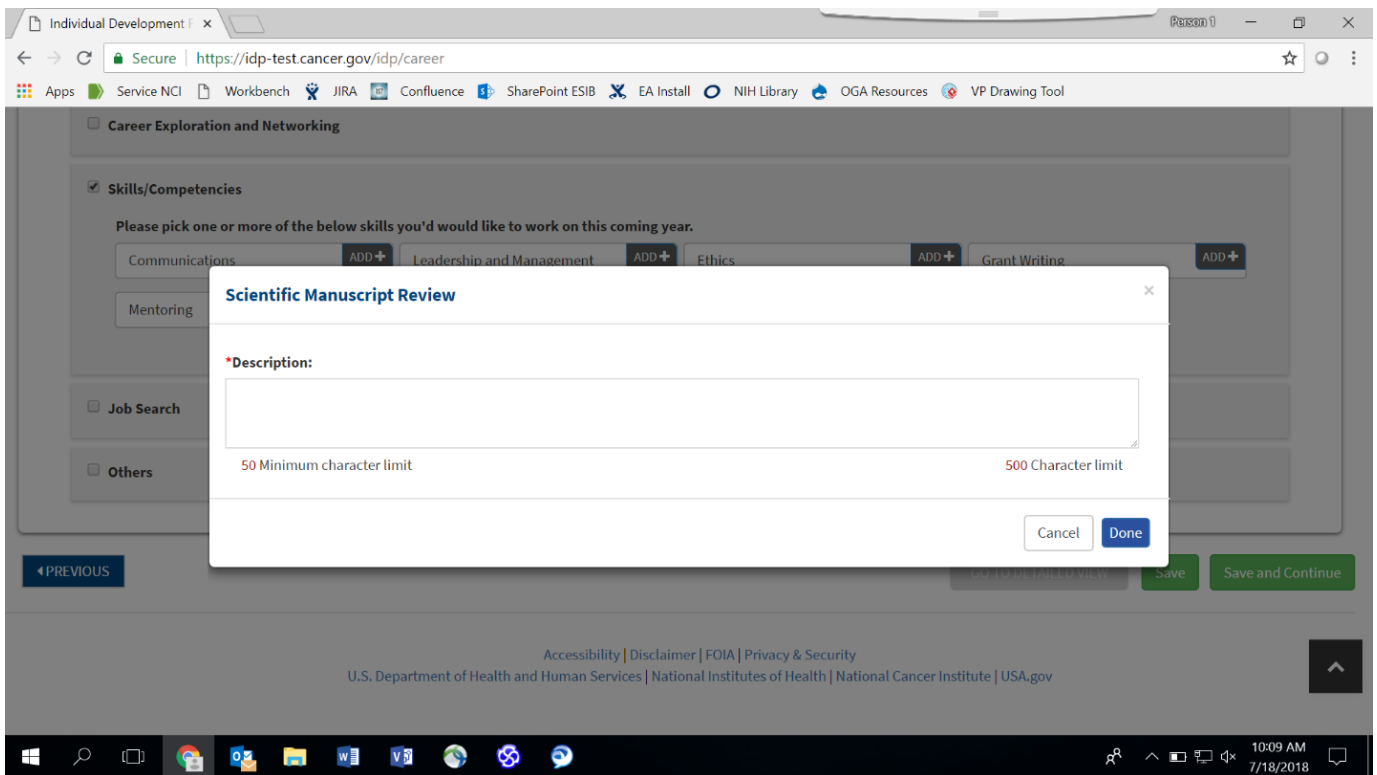 Individual Development P
Person 1
Secure | https://idp-test.cancer.gov/idp/career
Apps Service NCI Workbench JIRA Confluence SharePoint ESIB EA Install NIH Library OGA Resources VP Drawing Tool
Career Exploration and Networking
Skills/Competencies
Please pick one or more of the below skills you'd would like to work on this coming year.
Communications ADD+ Leadership and Management ADD+ Ethics ADD+ Grant Writing ADD+
Mentoring
Scientific Manuscript Review ×
*Description:
50 Minimum character limit 500 Character limit
Cancel Done
Job Search
Others
PREVIOUS GO TO DETAILED VIEW Save Save and Continue
Accessibility | Disclaimer | FOIA | Privacy & Security
U.S. Department of Health and Human Services | National Institutes of Health | National Cancer Institute | USA.gov
10:09 AM
7/18/2018